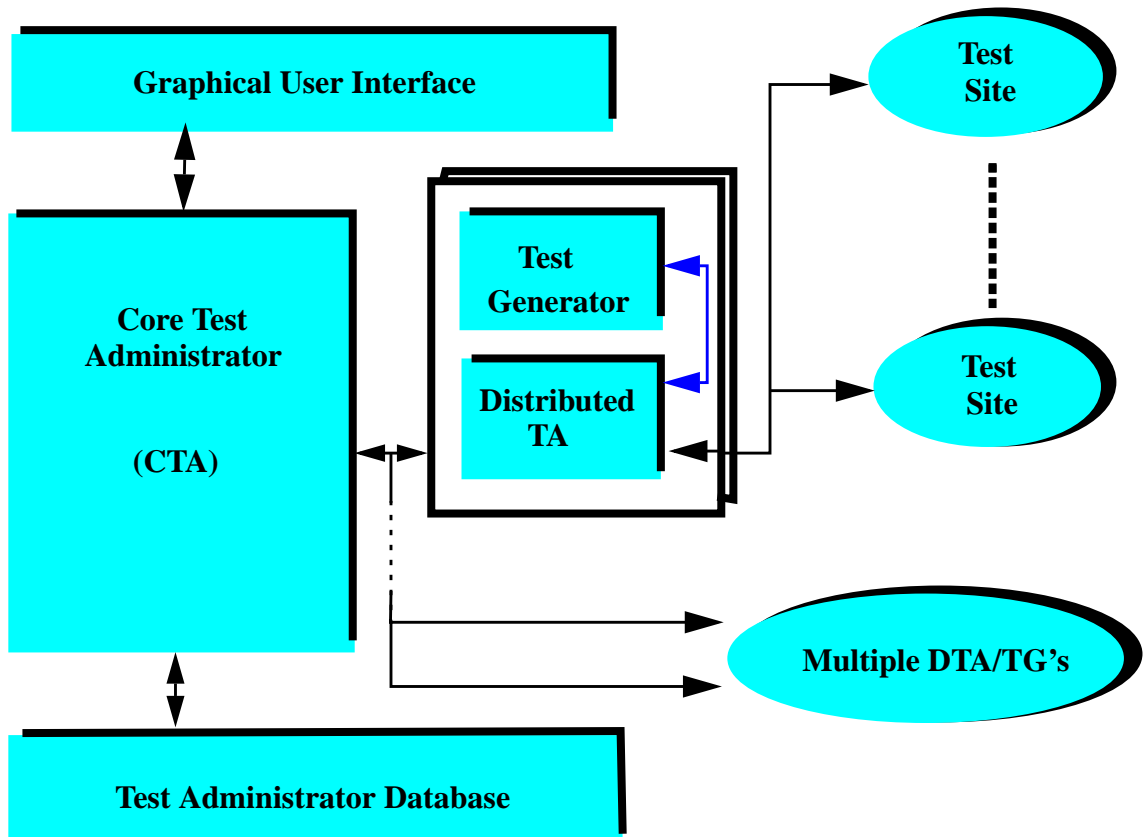 Graphical User Interface
Test
Site
Test
Generator
Core Test
Administrator
(CTA)
Distributed
TA
Test
Site
Multiple DTA/TG’s
Test Administrator Database